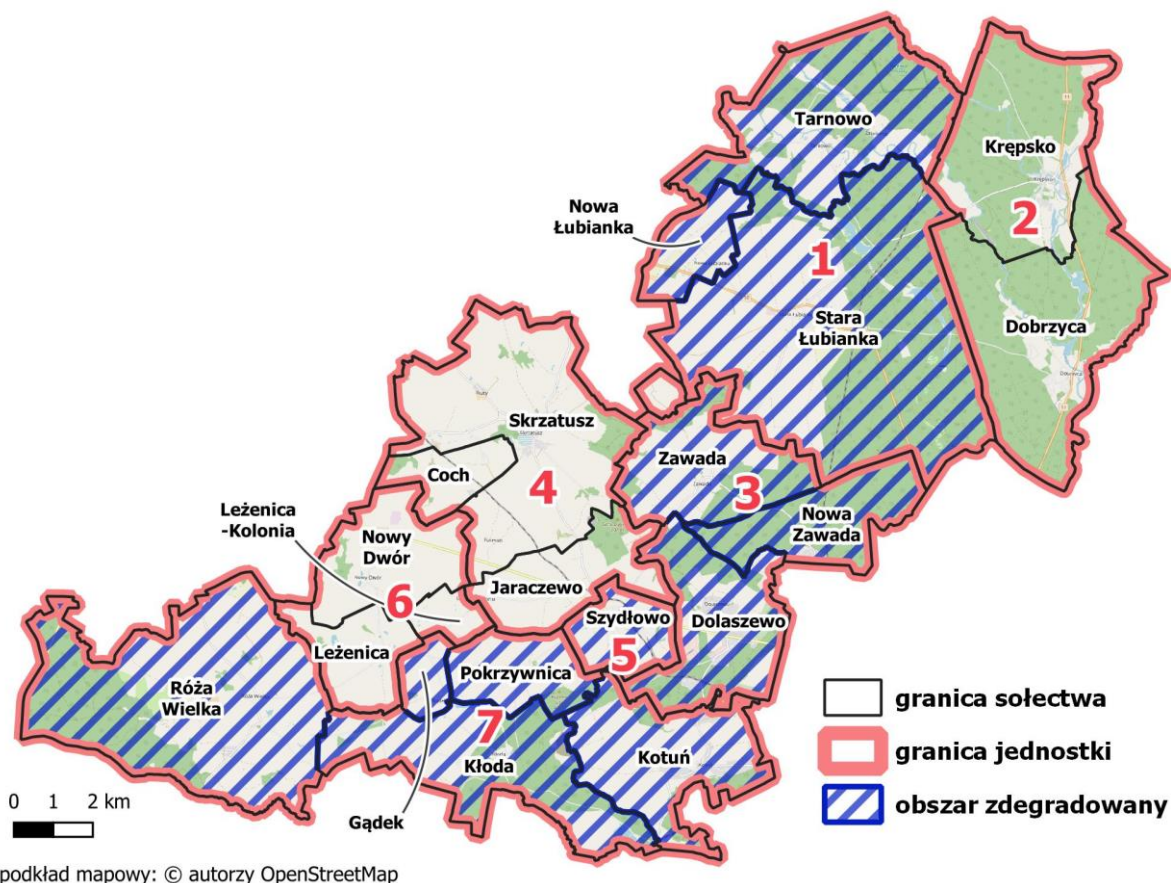 Tarnowo
Krępsko
2
Nowa
Łubianka
1
Stara
Łubianka
Dobrzyca
Skrzatusz
Coch
4
Zawada
3
Nowa
Zawada
Leżenica
-Kolonia
Nowy
Dwór
Jaraczewo
6
Szydłowo
5
Dolaszewo
Leżenica
Pokrzywnica
Róża
Wielka
7
Kłoda
Kotuń
Gądek
granica sołectwa
granica jednostki
obszar zdegradowany
0 1 2 km
podkład mapowy: © autorzy OpenStreetMap